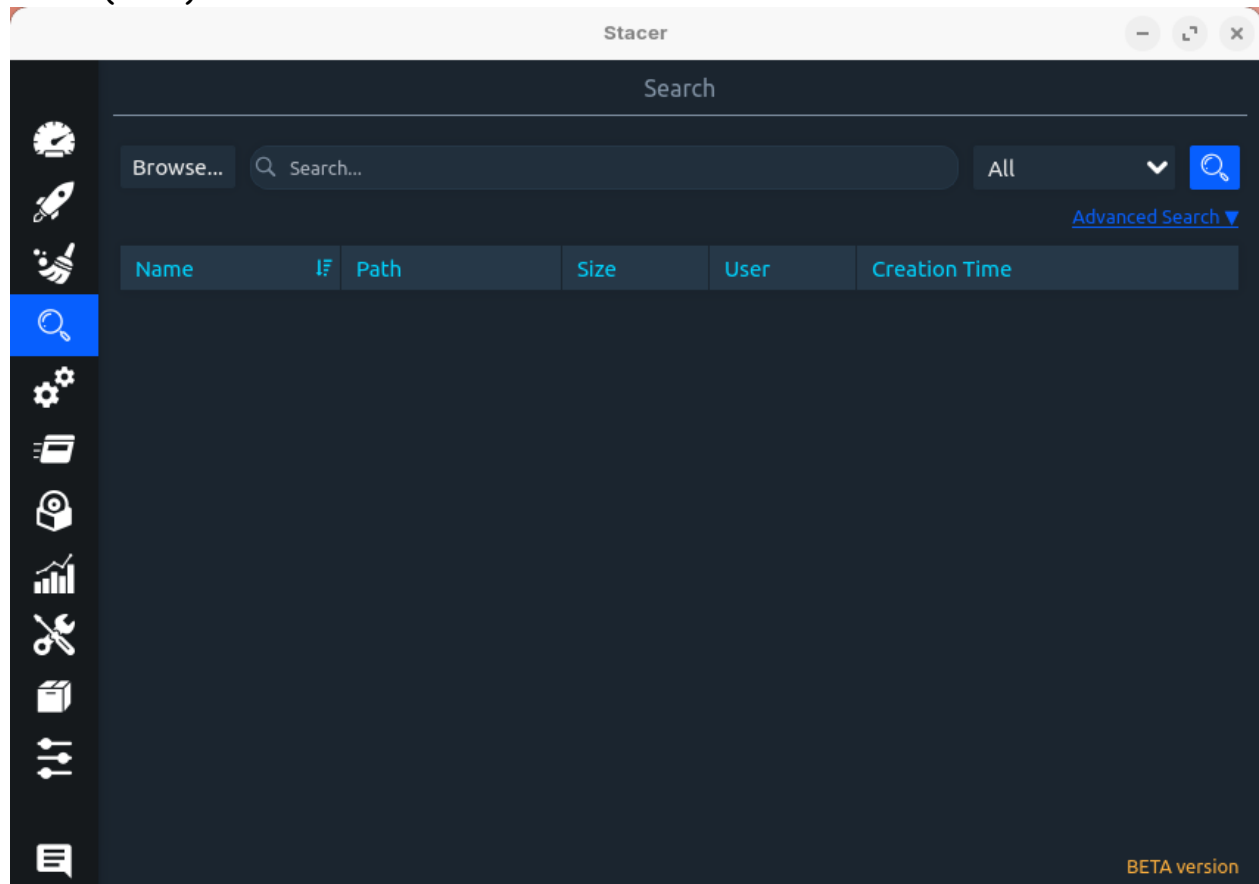 Stacer
Search
Browse... Search... All
Advanced Search ▼
Name Path Size User Creation Time
BETA version